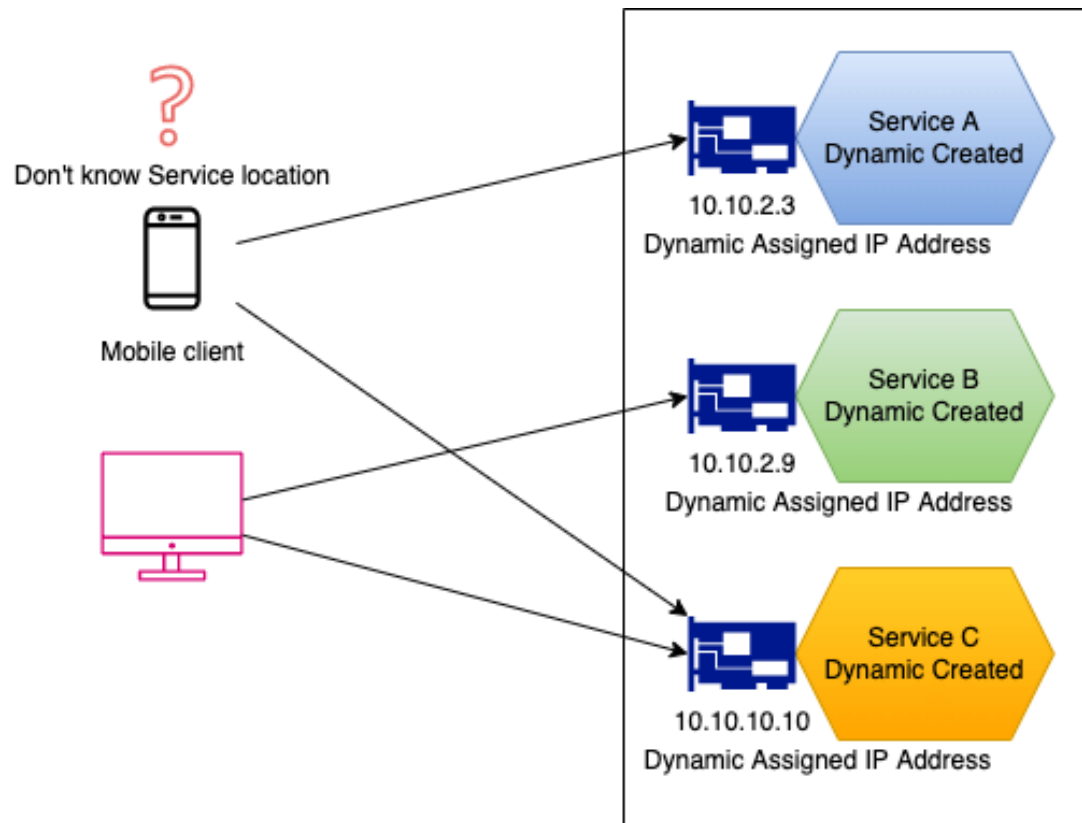 Don't know Service location
Mobile client
Service A
Dynamic Created
10.10.2.3
Dynamic Assigned IP Address
Service B
Dynamic Created
10.10.2.9
Dynamic Assigned IP Address
Service C
Dynamic Created
10.10.10.10
Dynamic Assigned IP Address